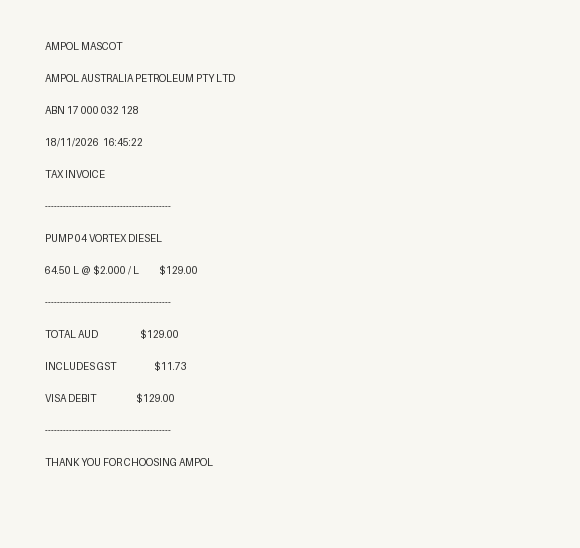 AMPOL MASCOT
AMPOL AUSTRALIA PETROLEUM PTY LTD
ABN 17 000 032 128
18/11/2026 16:45:22
TAX INVOICE
------------------------------------------
PUMP 04 VORTEX DIESEL
64.50 L @ $2.000 / L $129.00
------------------------------------------
TOTAL AUD $129.00
INCLUDES GST $11.73
VISA DEBIT $129.00
------------------------------------------
THANK YOU FOR CHOOSING AMPOL